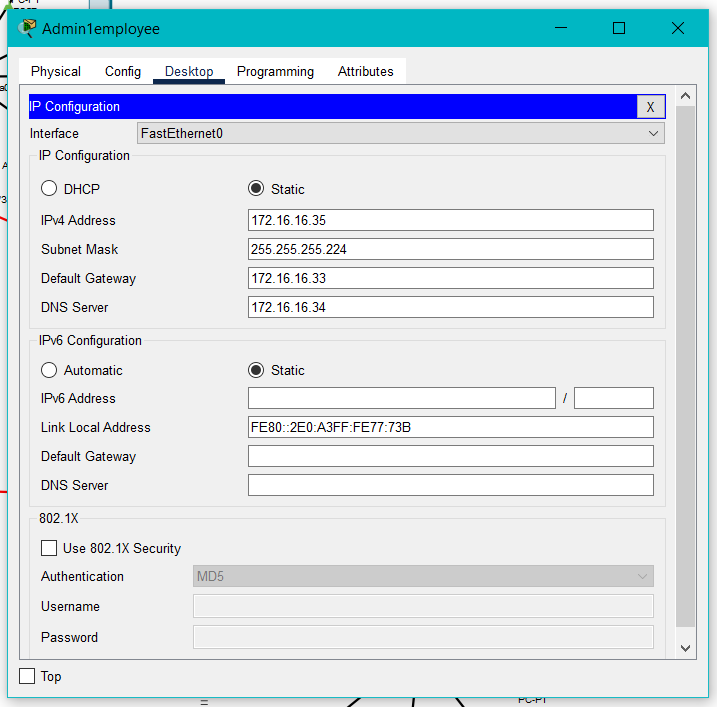 Admin1employee
Physical Config Desktop Programming Attributes
IP Configuration X
Interface FastEthernet0
IP Configuration
DHCP Static
IPv4 Address 172.16.16.35
Subnet Mask 255.255.255.224
Default Gateway 172.16.16.33
DNS Server 172.16.16.34
IPv6 Configuration
Automatic Static
IPv6 Address /
Link Local Address FE80::2E0:A3FF:FE77:73B
Default Gateway
DNS Server
802.1X
Use 802.1X Security
Authentication MD5
Username
Password
Top
PC-PT